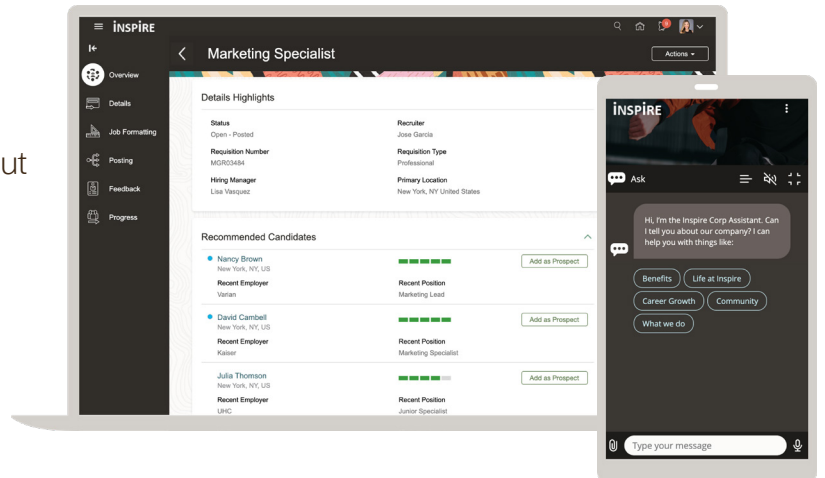 ut
iNSPiRE
9
Marketing Specialist
Actions
Overview
Details
Job Formatting
Posting
Feedback
Progress
Details Highlights
Status
Open - Posted
Recruiter
Jose Garcia
Requisition Number
MGR03484
Requisition Type
Professional
Hiring Manager
Lisa Vasquez
Primary Location
New York, NY United States
Recommended Candidates
Nancy Brown
New York, NY, US
Add as Prospect
Recent Employer
Varian
Recent Position
Marketing Lead
David Cambell
New York, NY, US
Add as Prospect
Recent Employer
Kaiser
Recent Position
Marketing Specialist
Julia Thomson
New York, NY, US
Add as Prospect
Recent Employer
UHC
Recent Position
Junior Specialist
iNSPiRE
Ask
Hi, I'm the Inspire Corp Assistant. Can
I tell you about our company? I can
help you with things like:
Benefits
Life at Inspire
Career Growth
Community
What we do
Type your message